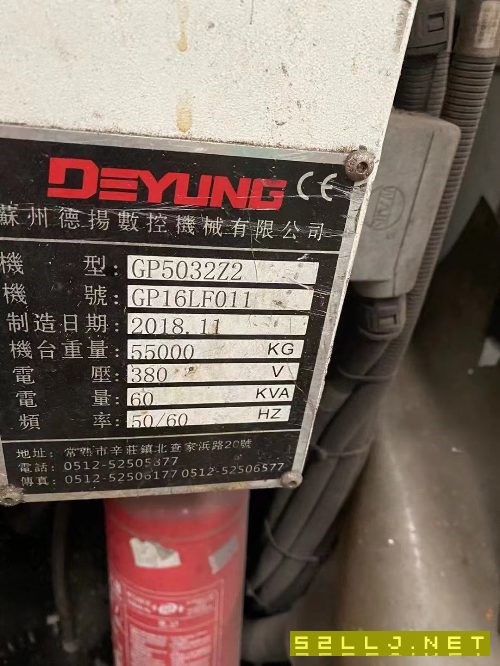 DEYUNG CE
蘇州德揚數控機械有限公司
機 型: GP5032Z2
機 號: GP16LF011
制造日期: 2018.11
機台重量: 55000 KG
電 壓: 380 V
電 量: 60 KVA
頻 率: 50/60 HZ
地址: 常熟市辛莊鎮北查家浜路20號
電話: 0512-52505377
傳真: 0512-52506177 0512-52506577
52LLJ.NET